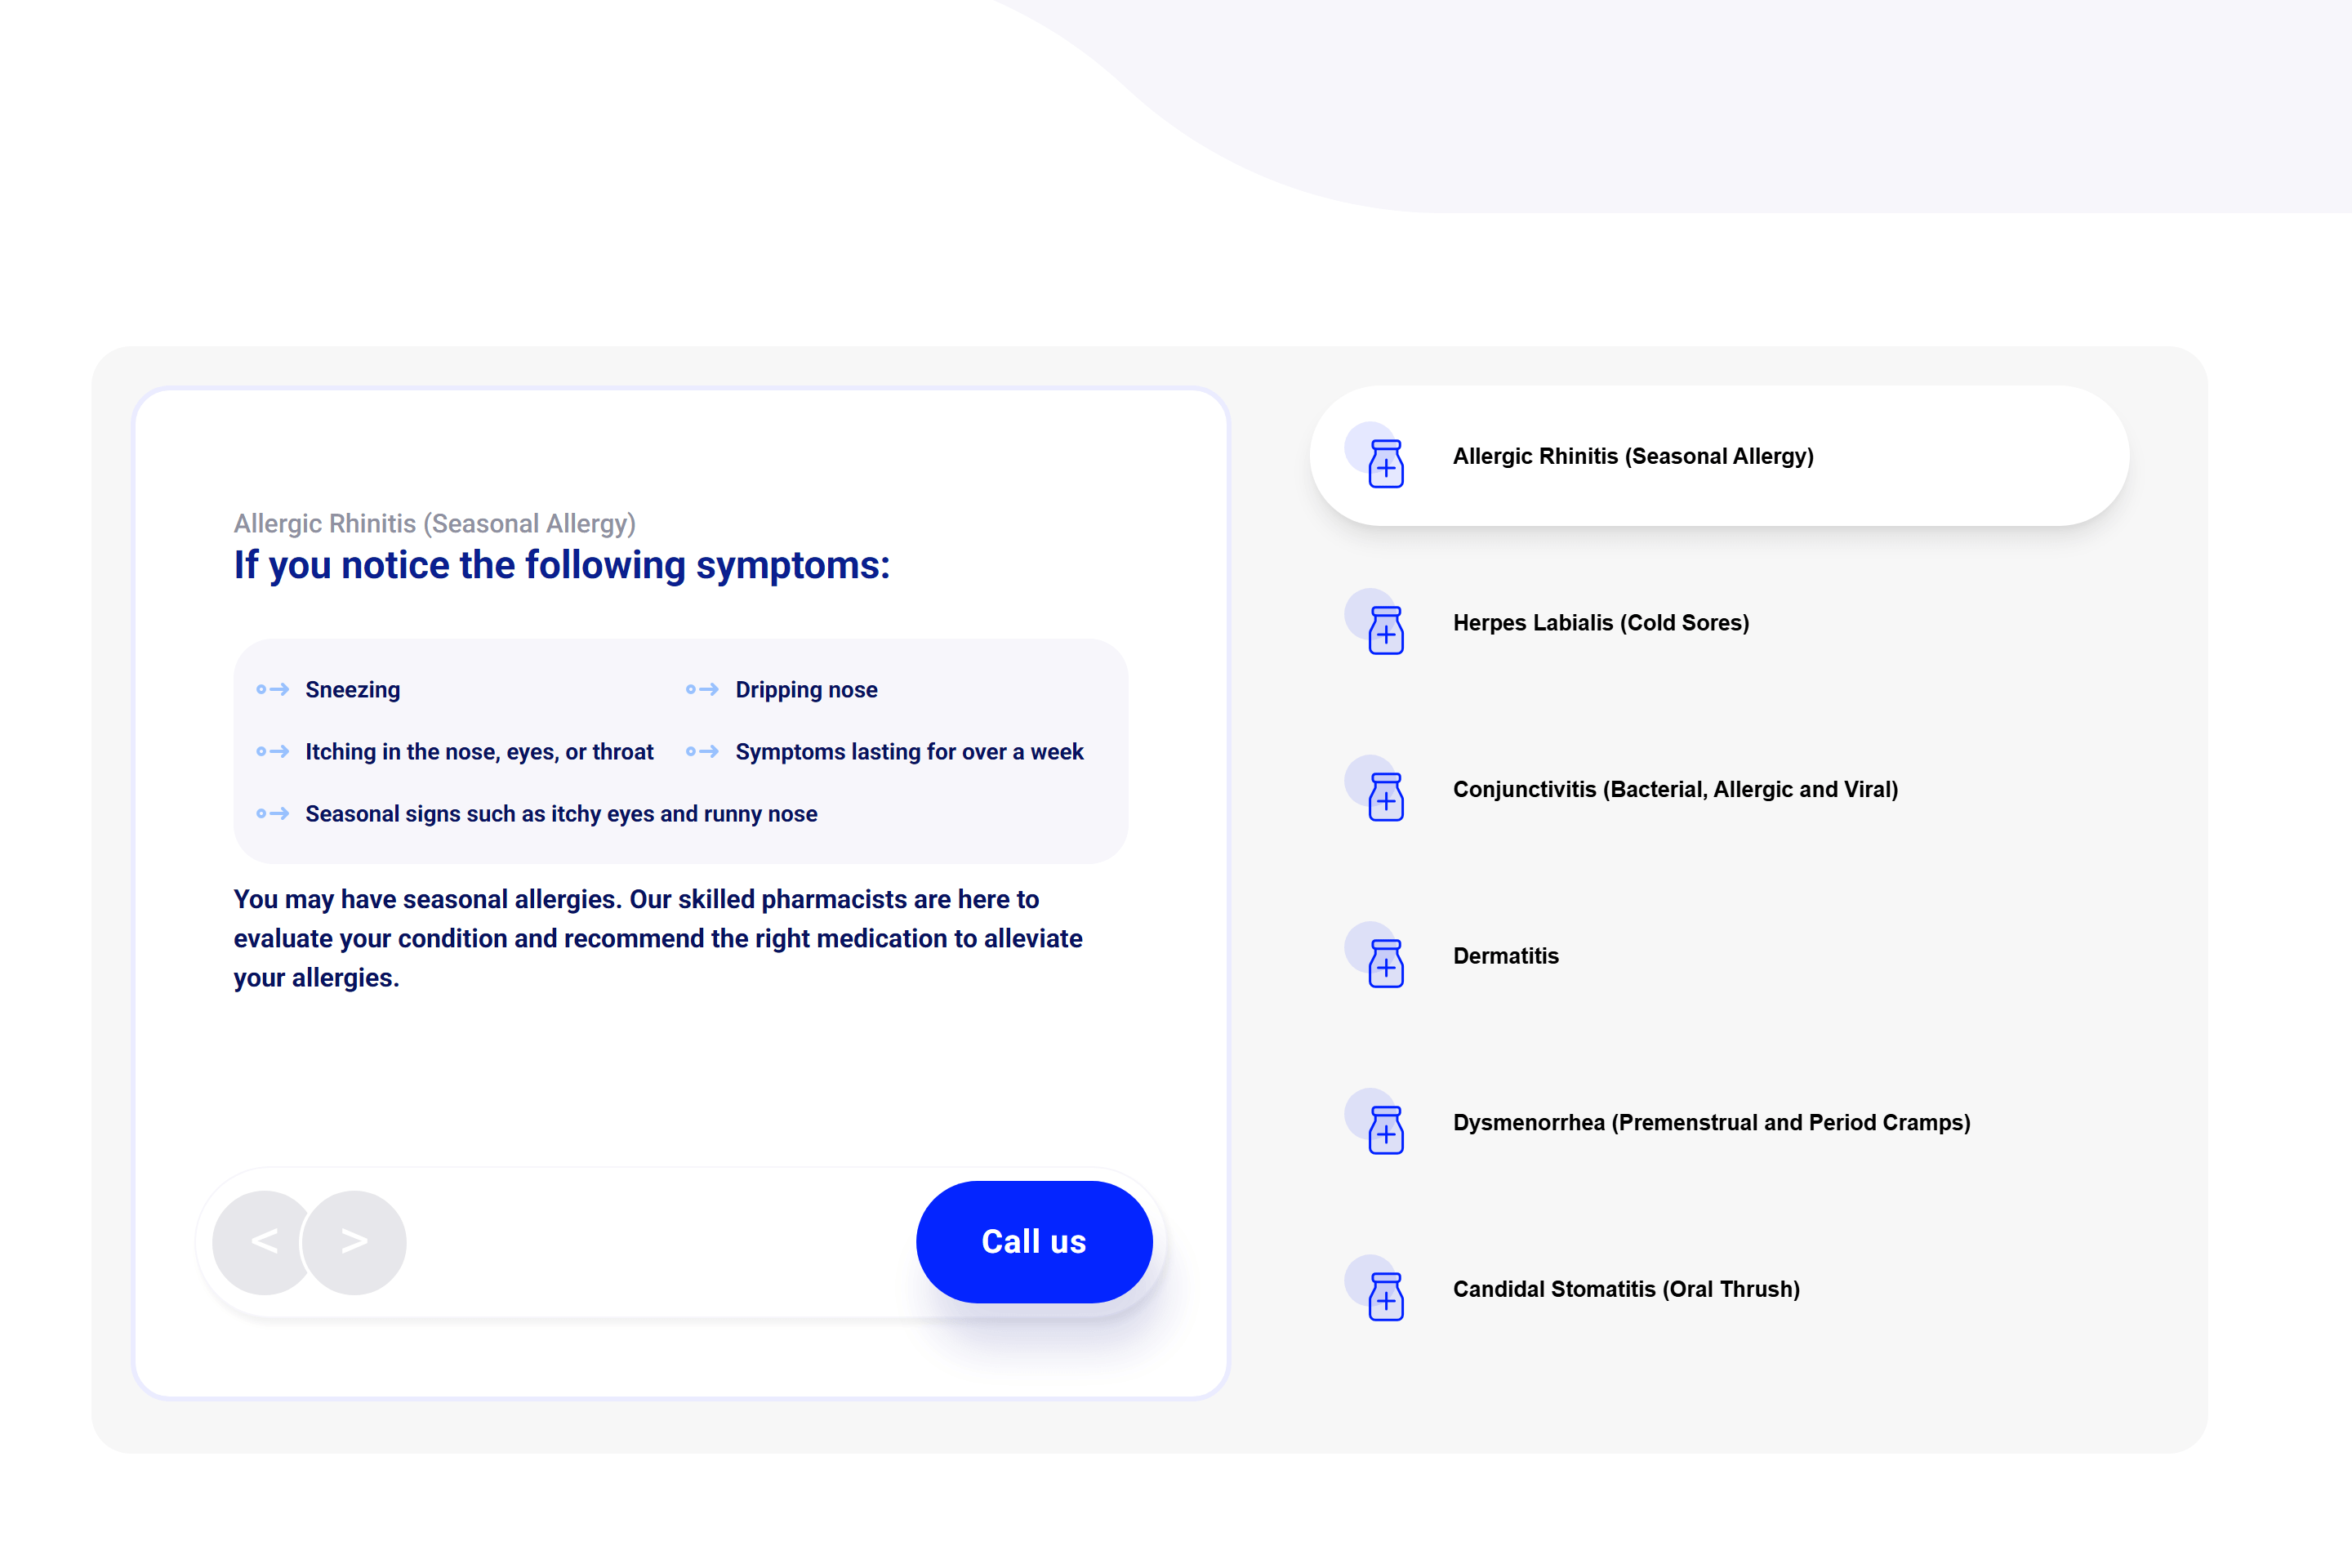 Allergic Rhinitis (Seasonal Allergy)
If you notice the following symptoms:
Sneezing
Dripping nose
Itching in the nose, eyes, or throat
Symptoms lasting for over a week
Seasonal signs such as itchy eyes and runny nose
You may have seasonal allergies. Our skilled pharmacists are here to
evaluate your condition and recommend the right medication to alleviate
your allergies.
< >
Call us
Allergic Rhinitis (Seasonal Allergy)
Herpes Labialis (Cold Sores)
Conjunctivitis (Bacterial, Allergic and Viral)
Dermatitis
Dysmenorrhea (Premenstrual and Period Cramps)
Candidal Stomatitis (Oral Thrush)